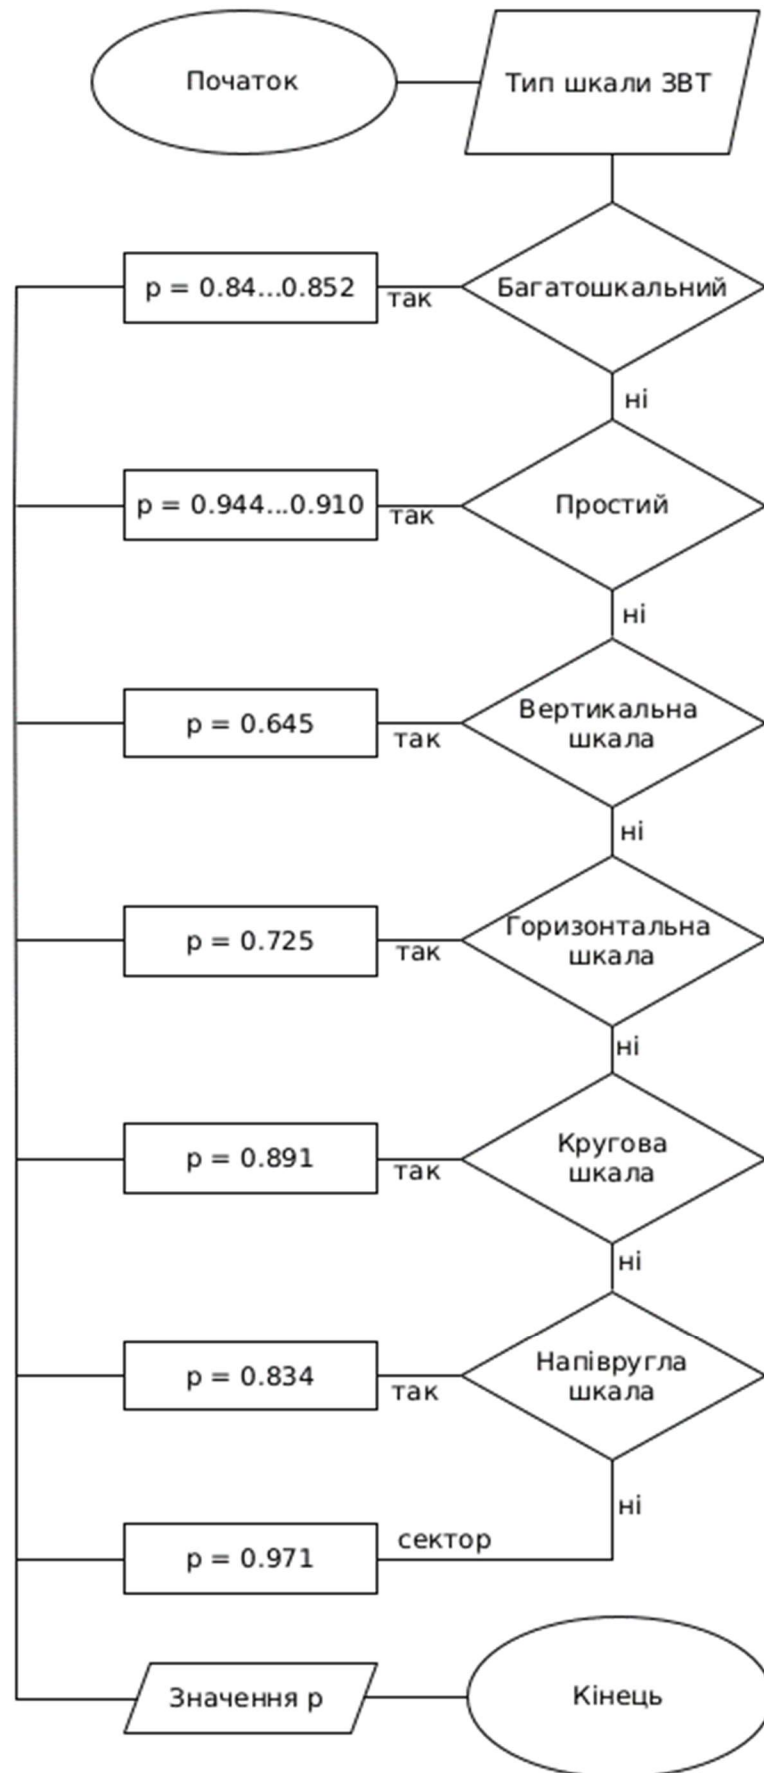 Початок
Тип шкали ЗВТ
p = 0.84...0.852
так
Багатошкальний
ні
p = 0.944...0.910
так
Простий
ні
p = 0.645
так
Вертикальна
шкала
ні
p = 0.725
так
Горизонтальна
шкала
ні
p = 0.891
так
Кругова
шкала
ні
p = 0.834
так
Напівругла
шкала
ні
p = 0.971
сектор
Значення p
Кінець